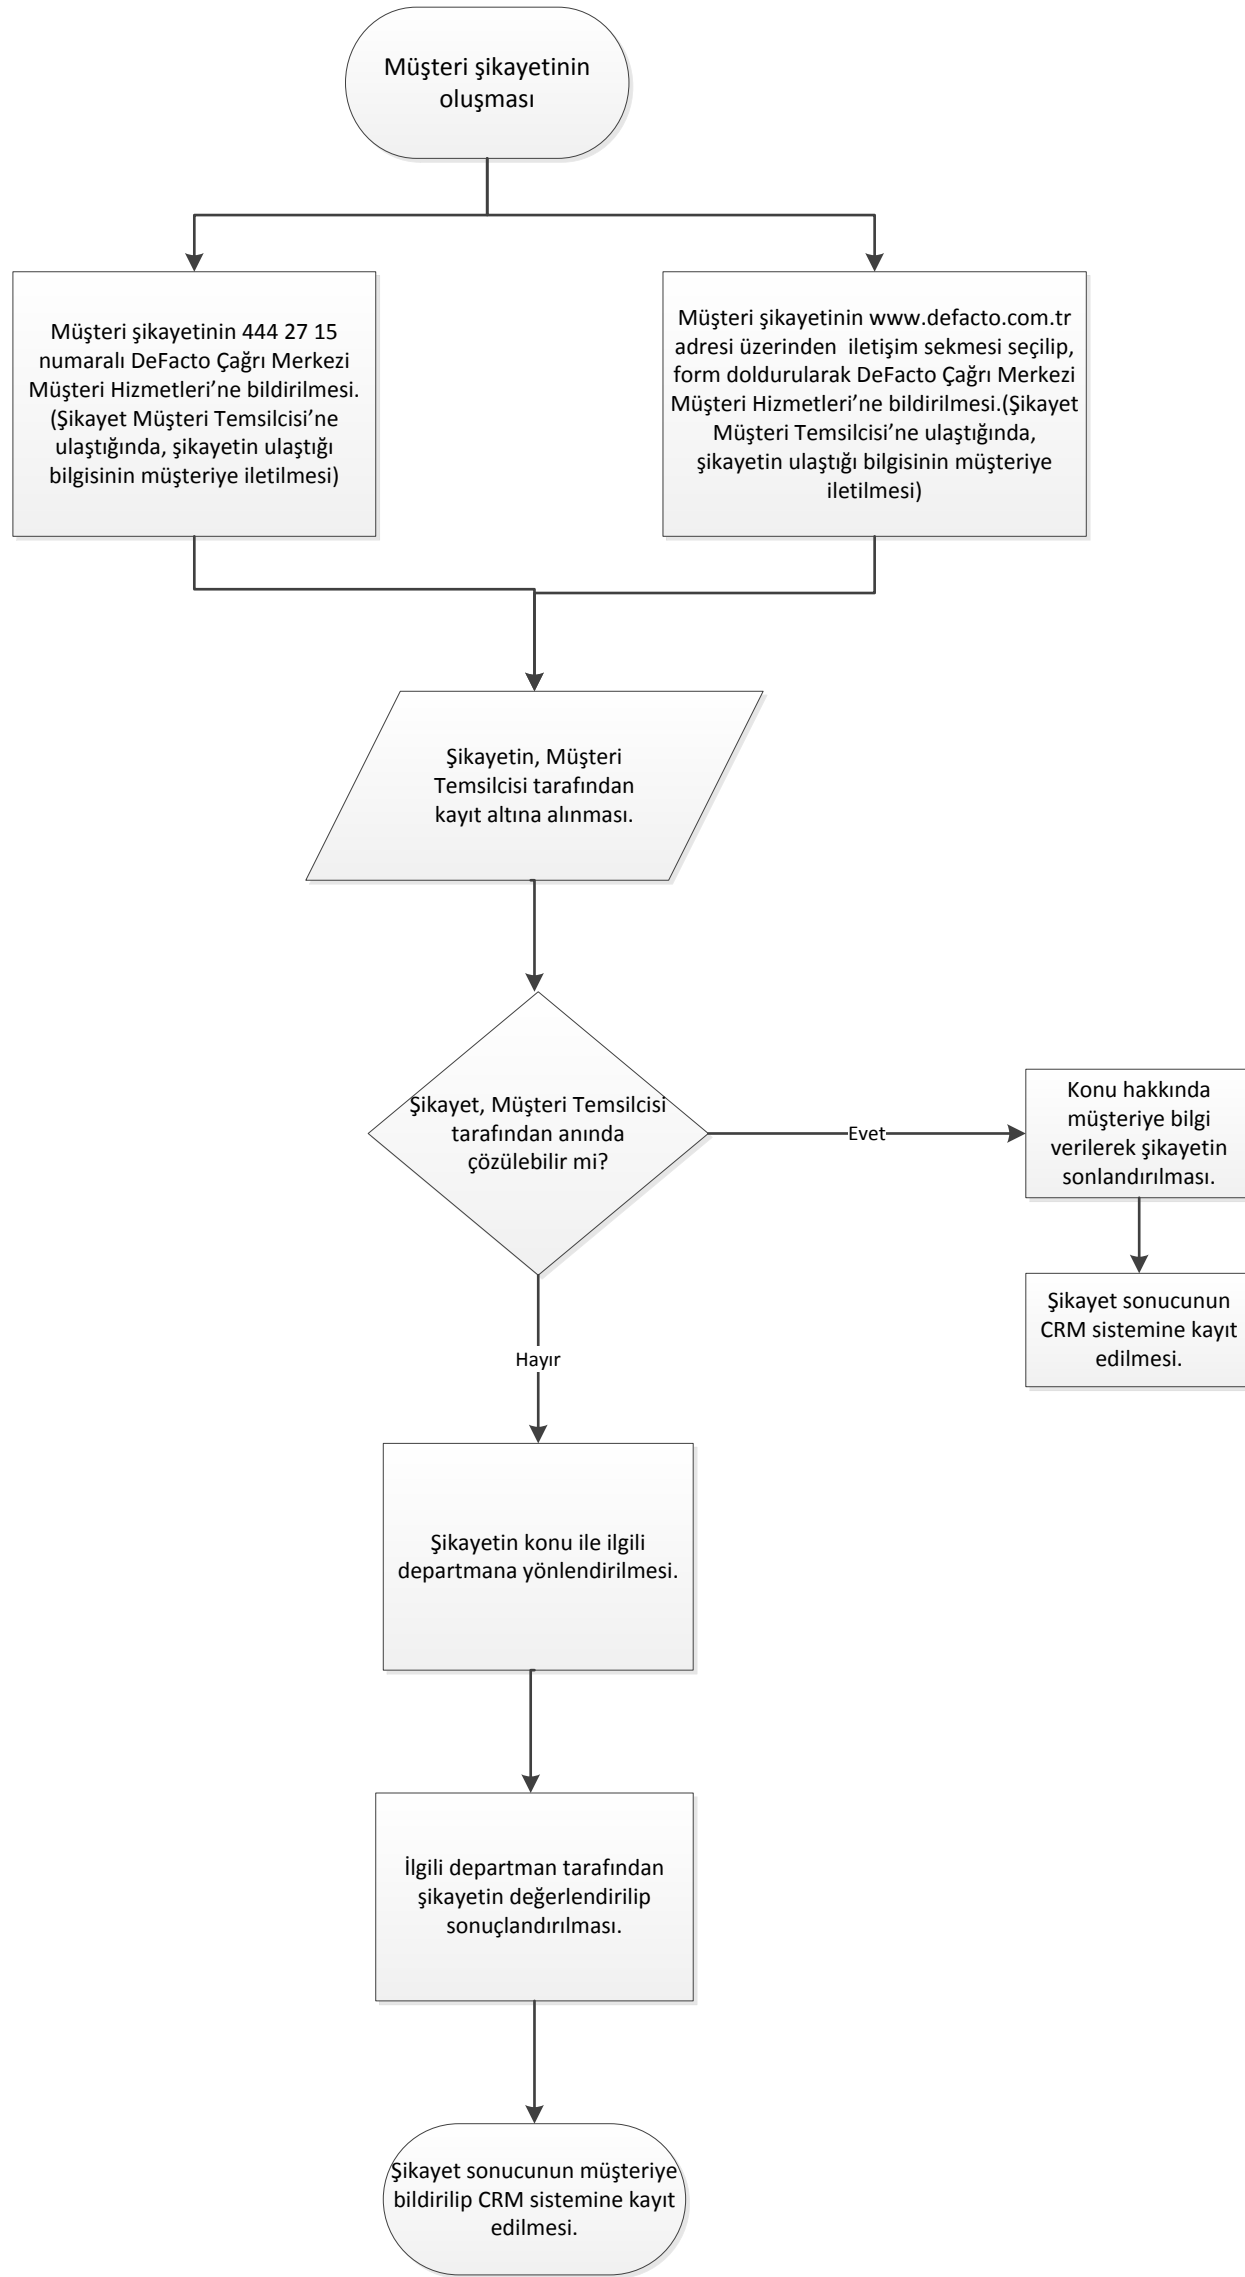 Müşteri şikayetinin
oluşması
Müşteri şikayetinin 444 27 15
numaralı DeFacto Çağrı Merkezi
Müşteri Hizmetleri’ne bildirilmesi.
(Şikayet Müşteri Temsilcisi’ne
ulaştığında, şikayetin ulaştığı
bilgisinin müşteriye iletilmesi)
Müşteri şikayetinin www.defacto.com.tr
adresi üzerinden  iletişim sekmesi seçilip,
form doldurularak DeFacto Çağrı Merkezi
Müşteri Hizmetleri’ne bildirilmesi.(Şikayet
Müşteri Temsilcisi’ne ulaştığında,
şikayetin ulaştığı bilgisinin müşteriye
iletilmesi)
Şikayetin, Müşteri
Temsilcisi tarafından
kayıt altına alınması.
Şikayet, Müşteri Temsilcisi
tarafından anında
çözülebilir mi?
Evet
Konu hakkında
müşteriye bilgi
verilerek şikayetin
sonlandırılması.
Şikayet sonucunun
CRM sistemine kayıt
edilmesi.
Hayır
Şikayetin konu ile ilgili
departmana yönlendirilmesi.
İlgili departman tarafından
şikayetin değerlendirilip
sonuçlandırılması.
Şikayet sonucunun müşteriye
bildirilip CRM sistemine kayıt
edilmesi.